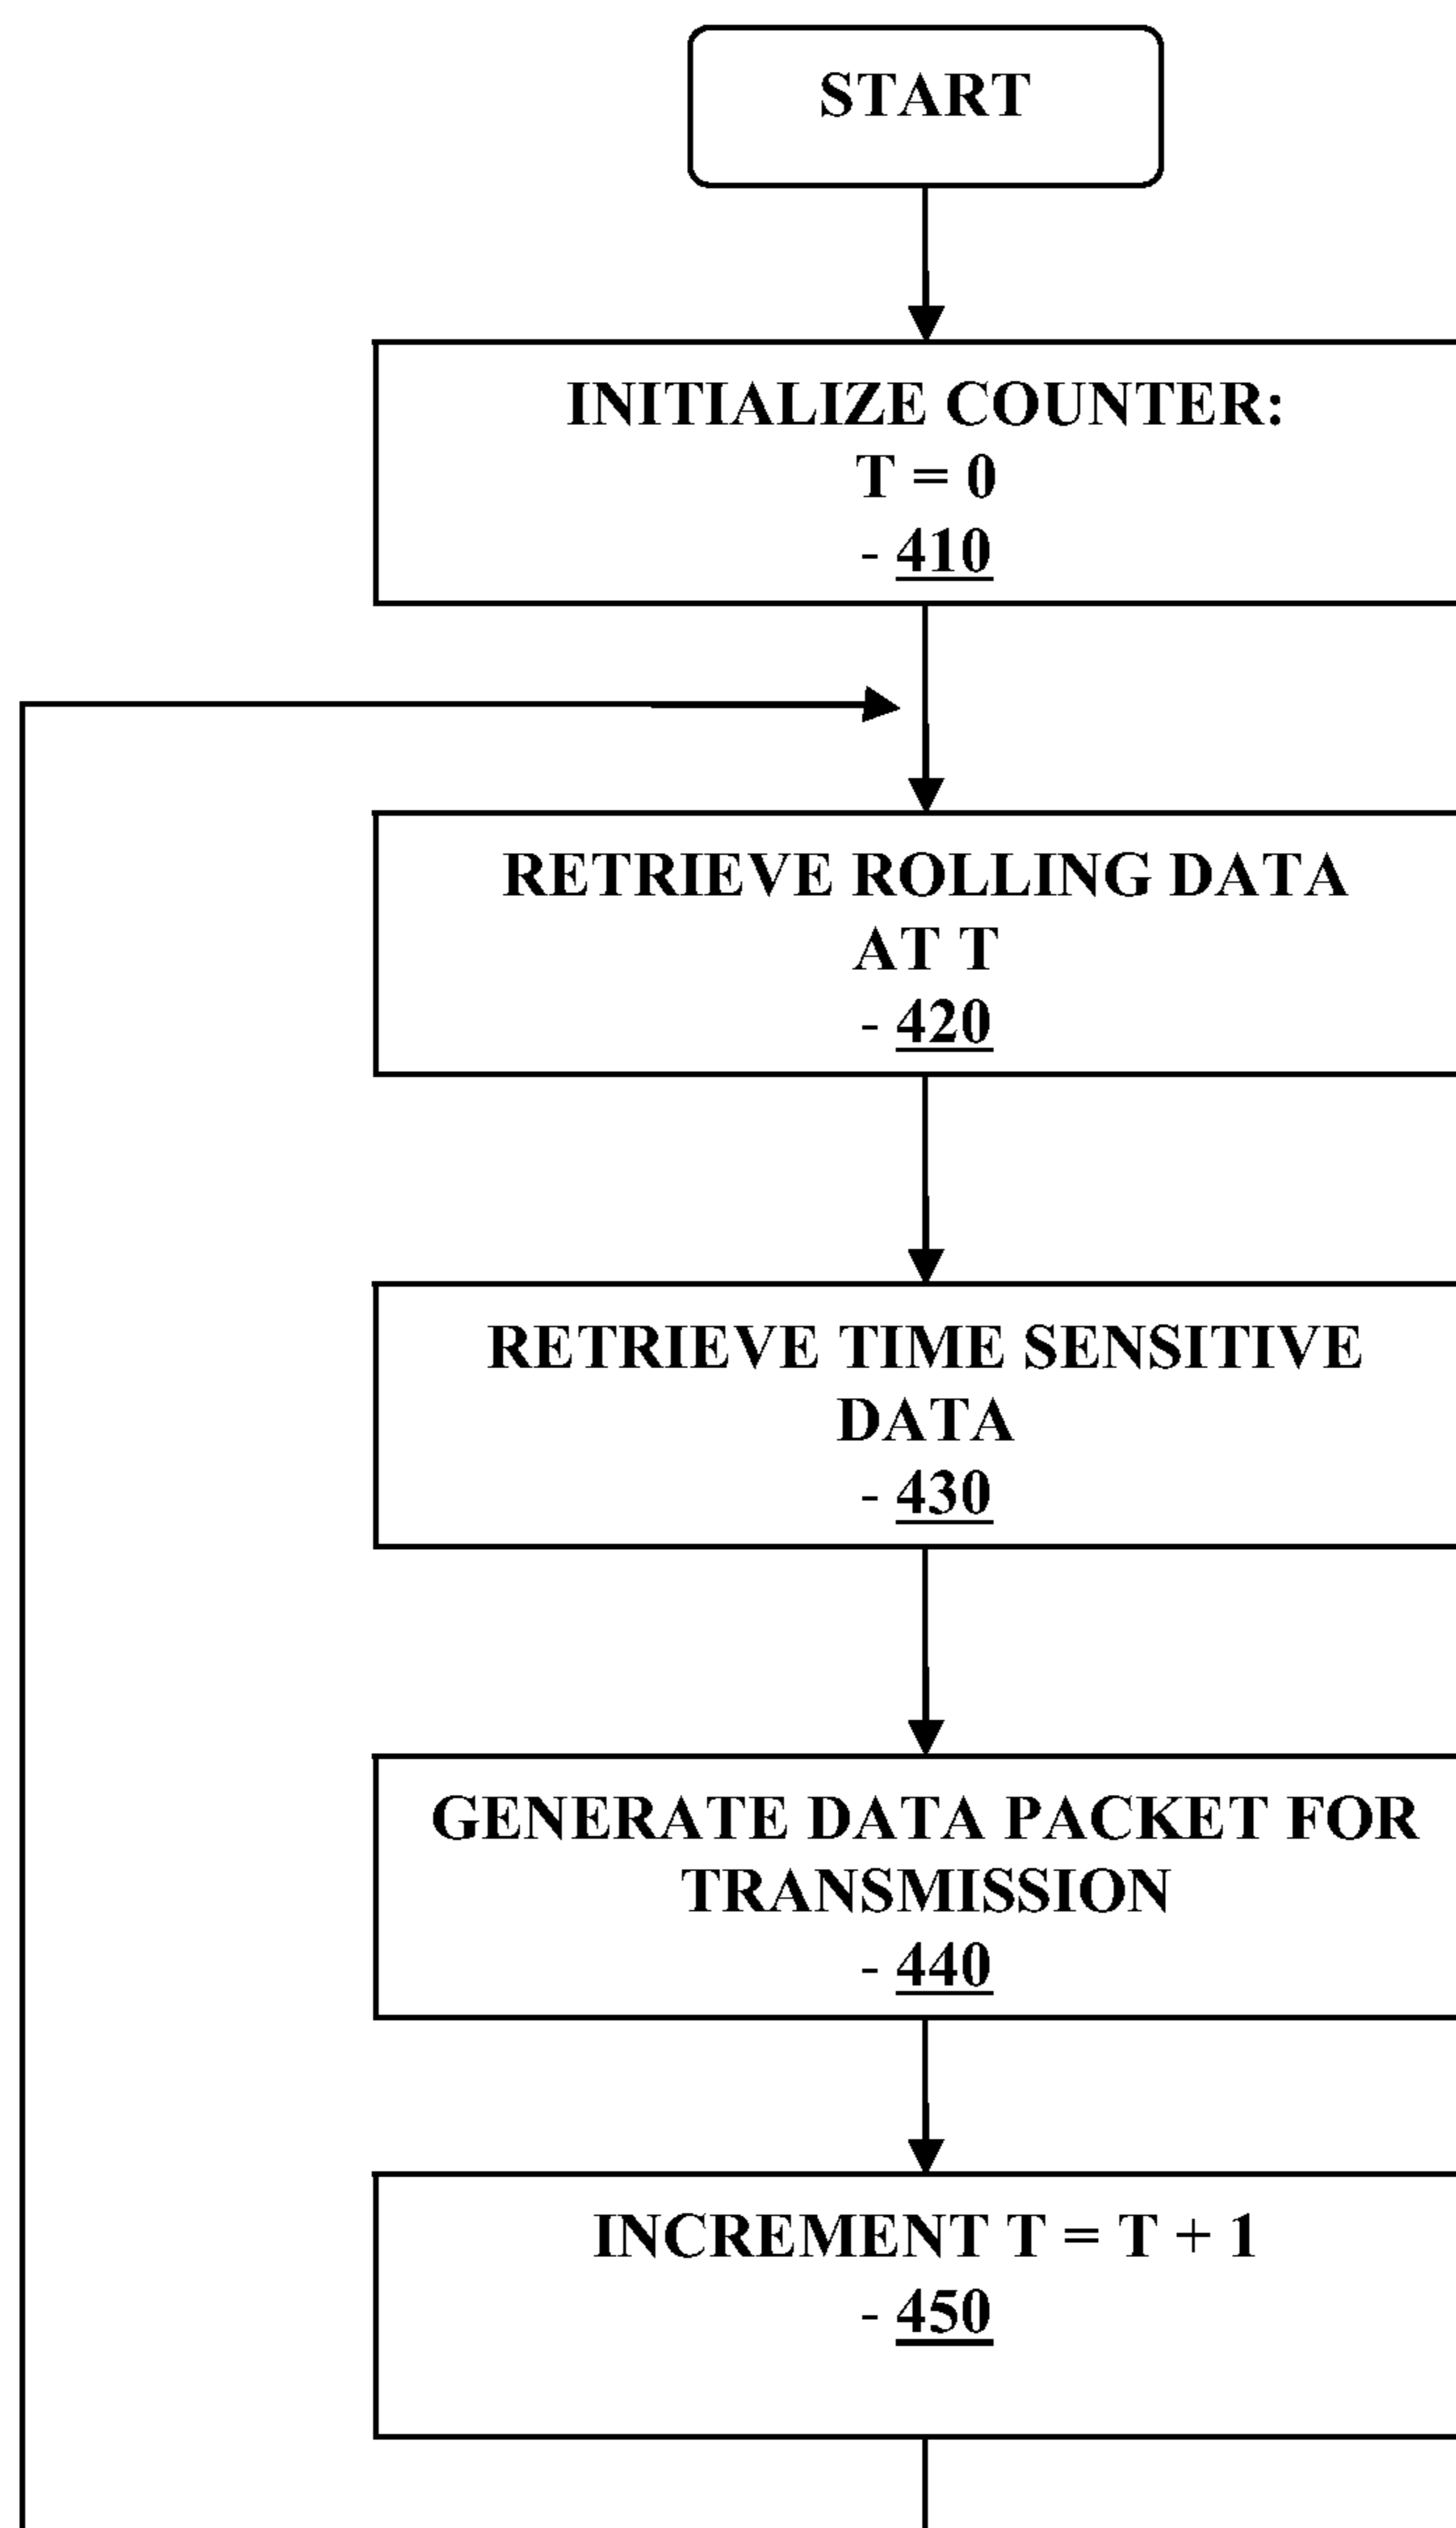 START
INITIALIZE COUNTER:
T = 0
- 410
RETRIEVE ROLLING DATA
AT T
- 420
RETRIEVE TIME SENSITIVE
DATA
- 430
GENERATE DATA PACKET FOR
TRANSMISSION
- 440
INCREMENT T = T + 1
- 450